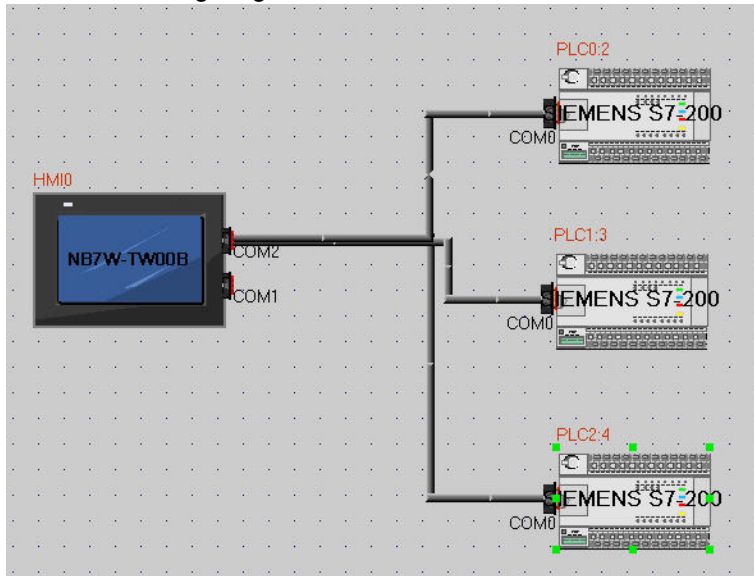 PLC0:2
SIEMENS S7-200
COM0
HMI0
NB7W-TW00B
COM2
COM1
PLC1:3
SIEMENS S7-200
COM0
PLC2:4
SIEMENS S7-200
COM0